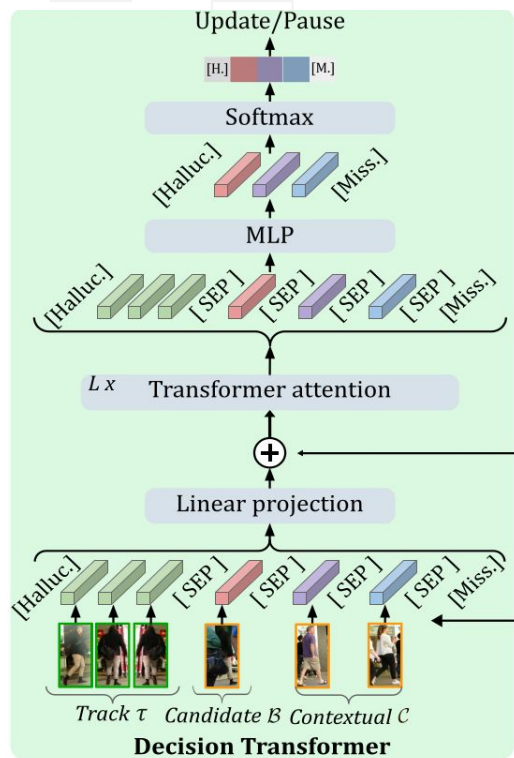 Update/Pause
[H.] [M.]
Softmax
[Halluc.] [Miss.]
MLP
[Halluc.] [SEP] [SEP] [SEP] [SEP] [Miss.]
L x Transformer attention
+
Linear projection
[Halluc.] [SEP] [SEP] [SEP] [SEP] [Miss.]
Track τ Candidate ℬ Contextual 𝒞
Decision Transformer